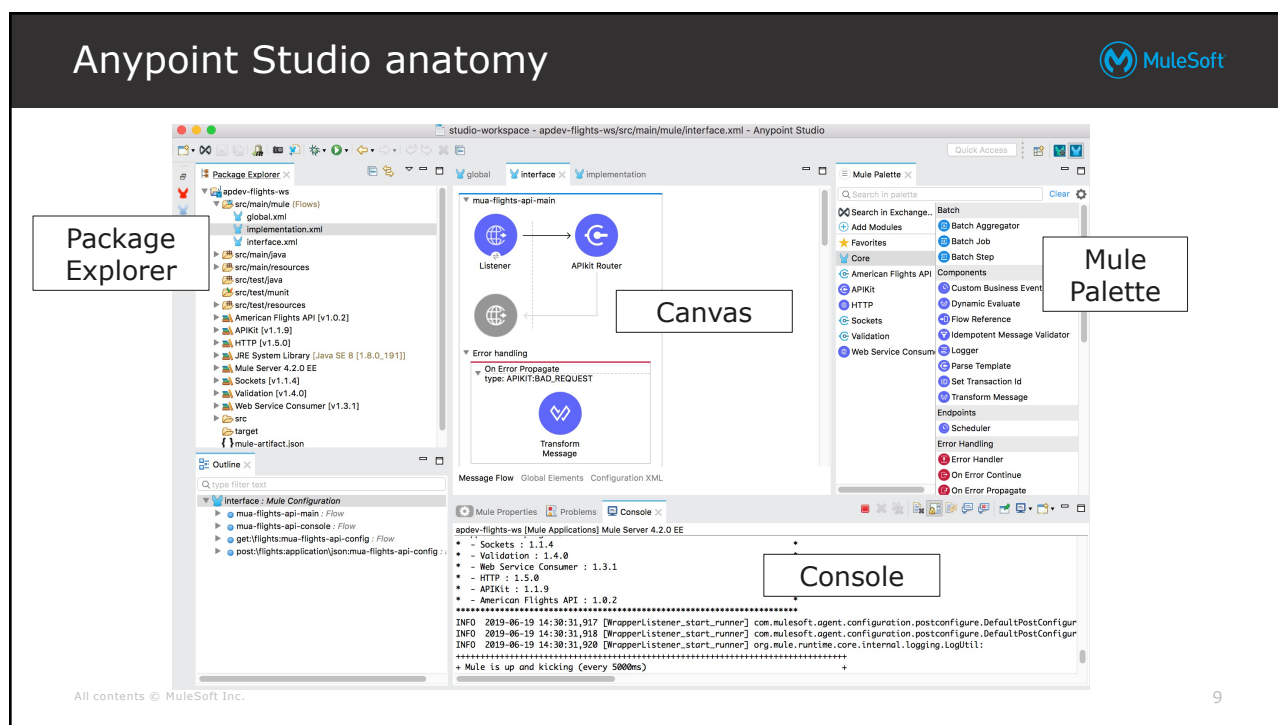 Anypoint Studio anatomy
MuleSoft
studio-workspace - apdev-flights-ws/src/main/mule/interface.xml - Anypoint Studio
Quick Access
Package Explorer
apdev-flights-ws
src/main/mule (Flows)
global.xml
implementation.xml
interface.xml
src/main/java
src/main/resources
src/test/java
src/test/munit
src/test/resources
American Flights API [v1.0.2]
APIKit [v1.1.9]
HTTP [v1.5.0]
JRE System Library [Java SE 8 [1.8.0_191]]
Mule Server 4.2.0 EE
Sockets [v1.1.4]
Validation [v1.4.0]
Web Service Consumer [v1.3.1]
src
target
mule-artifact.json
Package
Explorer
Outline
type filter text
interface : Mule Configuration
mua-flights-api-main : Flow
mua-flights-api-console : Flow
get:\flights:mua-flights-api-config : Flow
post:\flights:application\json:mua-flights-api-config :
global
interface
implementation
mua-flights-api-main
Listener
APIkit Router
Canvas
Error handling
On Error Propagate
type: APIKIT:BAD_REQUEST
Transform
Message
Message Flow Global Elements Configuration XML
Mule Palette
Search in palette
Clear
Search in Exchange..
Add Modules
Favorites
Core
American Flights API
APIKit
HTTP
Sockets
Validation
Web Service Consum
Batch
Batch Aggregator
Batch Job
Batch Step
Components
Custom Business Event
Dynamic Evaluate
Flow Reference
Idempotent Message Validator
Logger
Parse Template
Set Transaction Id
Transform Message
Endpoints
Scheduler
Error Handling
Error Handler
On Error Continue
On Error Propagate
Mule
Palette
Mule Properties
Problems
Console
apdev-flights-ws [Mule Applications] Mule Server 4.2.0 EE
* - Sockets : 1.1.4 *
* - Validation : 1.4.0 *
* - Web Service Consumer : 1.3.1
* - HTTP : 1.5.0
* - APIKit : 1.1.9
* - American Flights API : 1.0.2 *
**********************************************************************
INFO 2019-06-19 14:30:31,917 [WrapperListener_start_runner] com.mulesoft.agent.configuration.postconfigure.DefaultPostConfigur
INFO 2019-06-19 14:30:31,918 [WrapperListener_start_runner] com.mulesoft.agent.configuration.postconfigure.DefaultPostConfigur
INFO 2019-06-19 14:30:31,920 [WrapperListener_start_runner] org.mule.runtime.core.internal.logging.LogUtil:
++++++++++++++++++++++++++++++++++++++++++++++++++++++++++++++++++++++++++++++++
+ Mule is up and kicking (every 5000ms) +
Console
All contents © MuleSoft Inc.
9